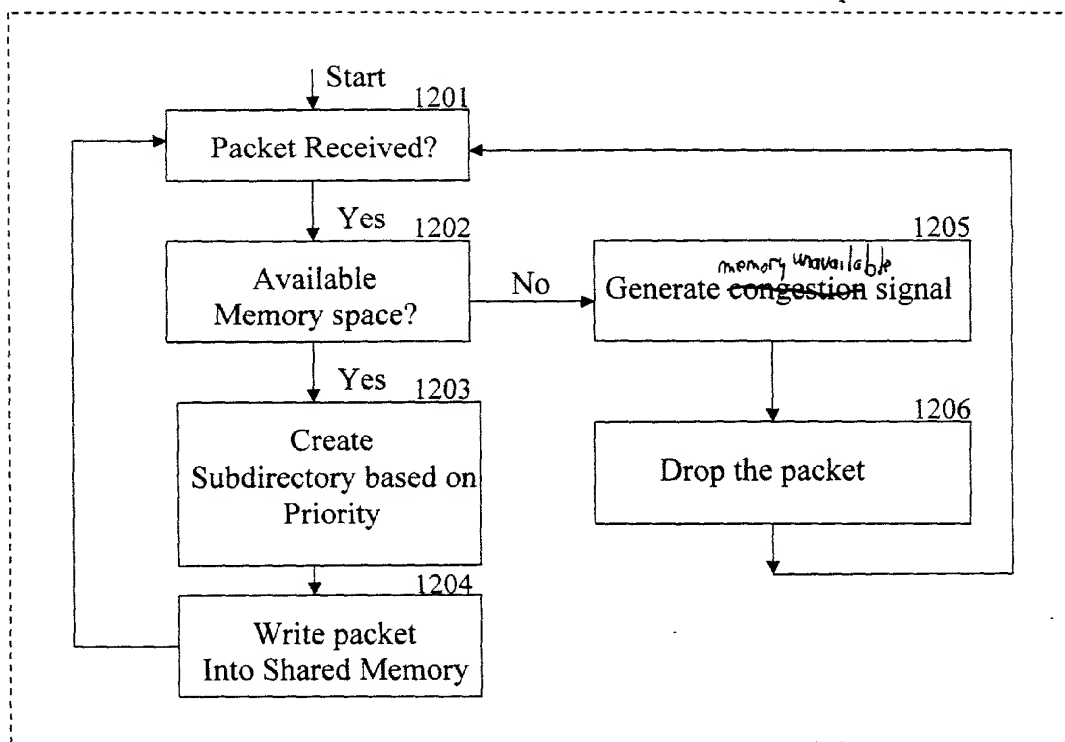 Start
1201
Packet Received?
Yes
1202
Available
Memory space?
No
1205
memory unavailable
Generate congestion signal
Yes
1203
Create
Subdirectory based on
Priority
1206
Drop the packet
1204
Write packet
Into Shared Memory